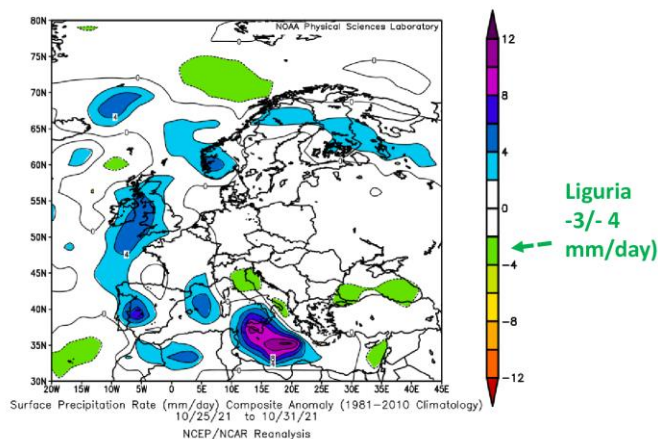 NOAA Physical Sciences Laboratory
80N
75N
70N
65N
60N
55N
50N
45N
40N
35N
30N
20W 15W 10W 5W 0 5E 10E 15E 20E 25E 30E 35E 40E 45E
Surface Precipitation Rate (mm/day) Composite Anomaly (1981-2010 Climatology)
10/25/21 to 10/31/21
NCEP/NCAR Reanalysis
12
8
4
0
-4
-8
-12
Liguria
-3/- 4
mm/day)